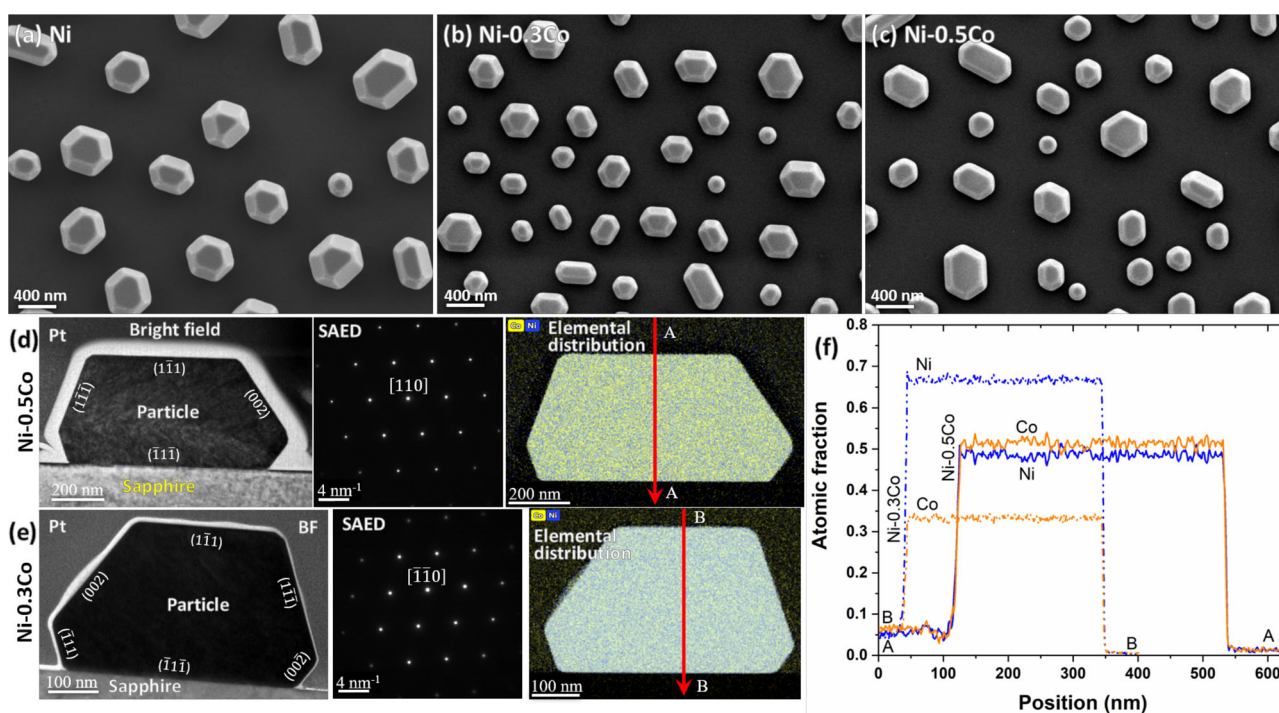 (a) Ni
400 nm
(b) Ni-0.3Co
400 nm
(c) Ni-0.5Co
400 nm
(d)
Ni-0.5Co
Pt
Bright field
(1̄11̄)
(11̄1)
(002)
Particle
(1̄11̄)
Sapphire
200 nm
SAED
[110]
4 nm⁻¹
Co Ni
Elemental
distribution
A
A
200 nm
(e)
Ni-0.3Co
Pt
BF
(11̄1)
(002)
(11̄1̄)
Particle
(1̄11)
(1̄11̄)
(002̄)
Sapphire
100 nm
SAED
[1̄1̄0]
4 nm⁻¹
Co Ni
Elemental
distribution
B
B
100 nm
(f)
Atomic fraction
0.8
0.7
0.6
0.5
0.4
0.3
0.2
0.1
0.0
Ni
Co
Ni
Co
Ni-0.5Co
Ni-0.3Co
B
A
B
A
0 100 200 300 400 500 600
Position (nm)